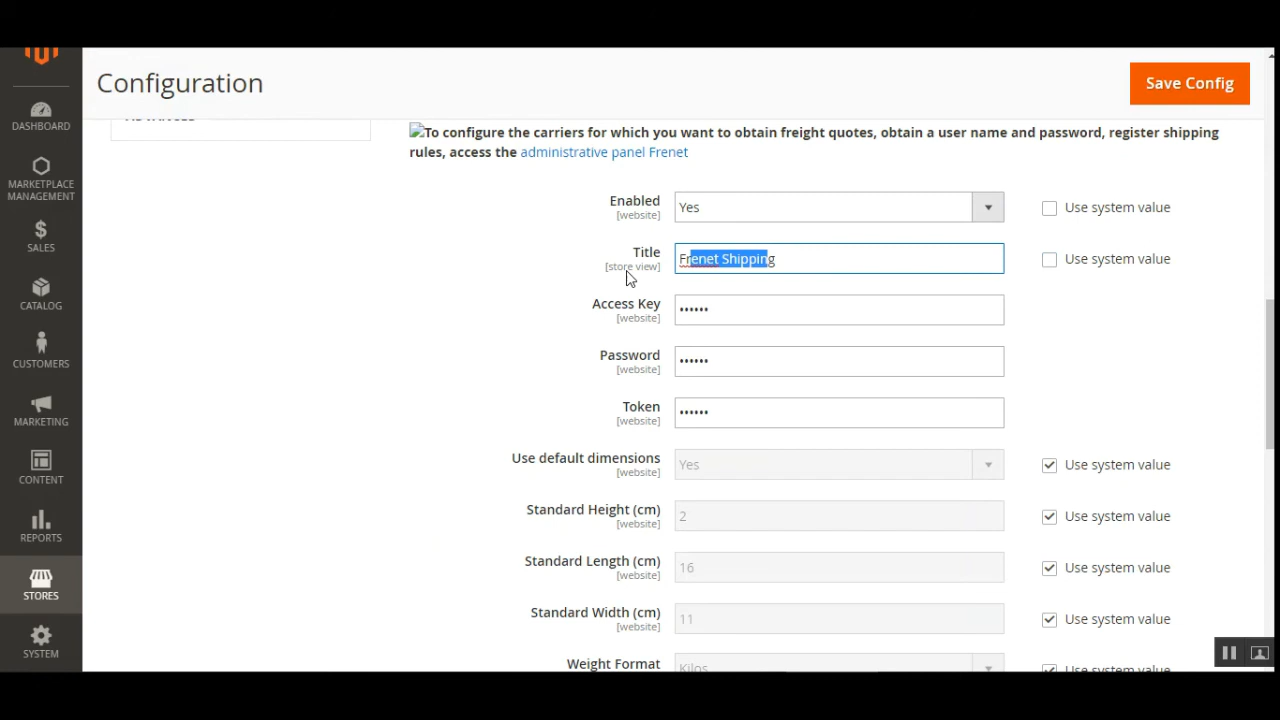 Configuration
Save Config
DASHBOARD
MARKETPLACE
MANAGEMENT
SALES
CATALOG
CUSTOMERS
MARKETING
CONTENT
REPORTS
STORES
SYSTEM
To configure the carriers for which you want to obtain freight quotes, obtain a user name and password, register shipping
rules, access the administrative panel Frenet
Enabled
[website]
Yes
Use system value
Title
[store view]
Frenet Shipping
Use system value
Access Key
[website]
••••••
Password
[website]
••••••
Token
[website]
••••••
Use default dimensions
[website]
Yes
Use system value
Standard Height (cm)
[website]
2
Use system value
Standard Length (cm)
[website]
16
Use system value
Standard Width (cm)
[website]
11
Use system value
Weight Format
Kilos
Use system value